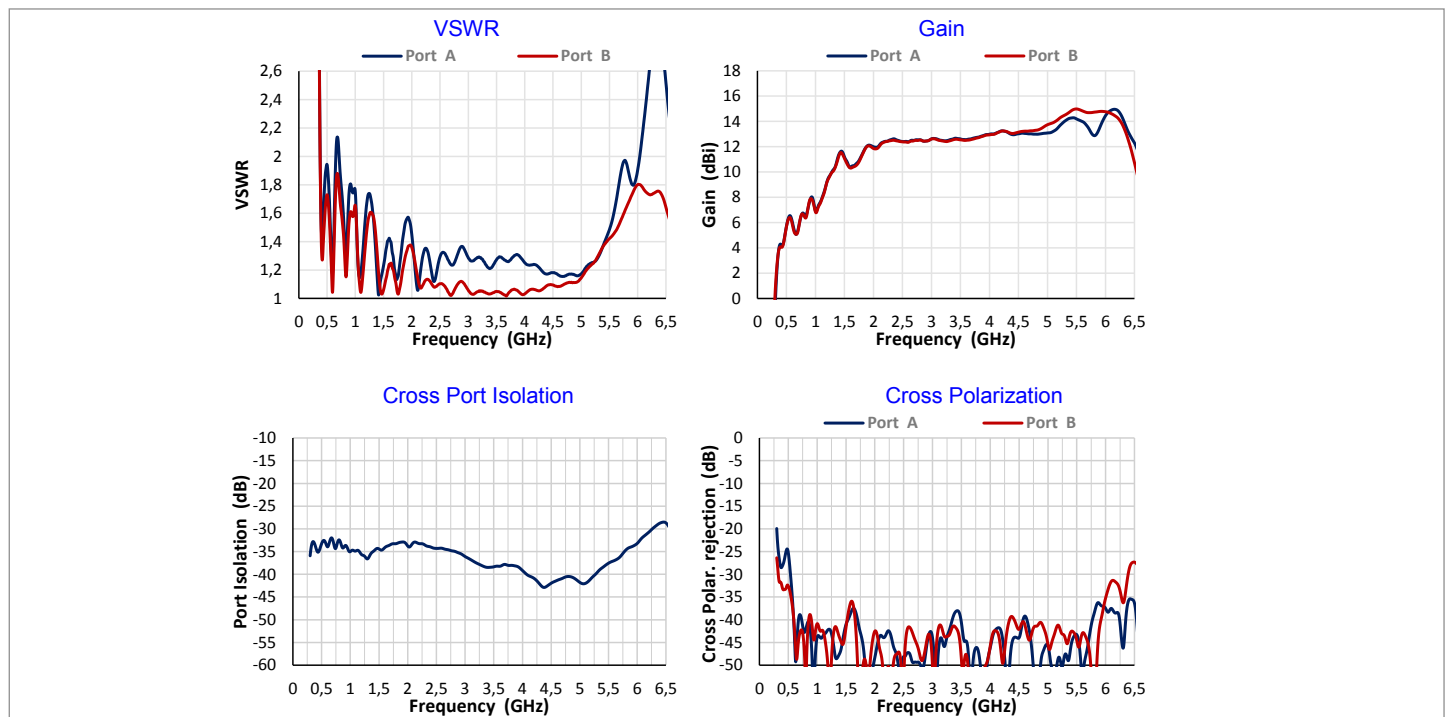 VSWR
Port A Port B
2,6
2,4
2,2
2
1,8
1,6
1,4
1,2
1
VSWR
0 0,5 1 1,5 2 2,5 3 3,5 4 4,5 5 5,5 6 6,5
Frequency (GHz)
Gain
Port A Port B
18
16
14
12
10
8
6
4
2
0
Gain (dBi)
0 0,5 1 1,5 2 2,5 3 3,5 4 4,5 5 5,5 6 6,5
Frequency (GHz)
Cross Port Isolation
-10
-15
-20
-25
-30
-35
-40
-45
-50
-55
-60
Port Isolation (dB)
0 0,5 1 1,5 2 2,5 3 3,5 4 4,5 5 5,5 6 6,5
Frequency (GHz)
Cross Polarization
Port A Port B
0
-5
-10
-15
-20
-25
-30
-35
-40
-45
-50
Cross Polar. rejection (dB)
0 0,5 1 1,5 2 2,5 3 3,5 4 4,5 5 5,5 6 6,5
Frequency (GHz)